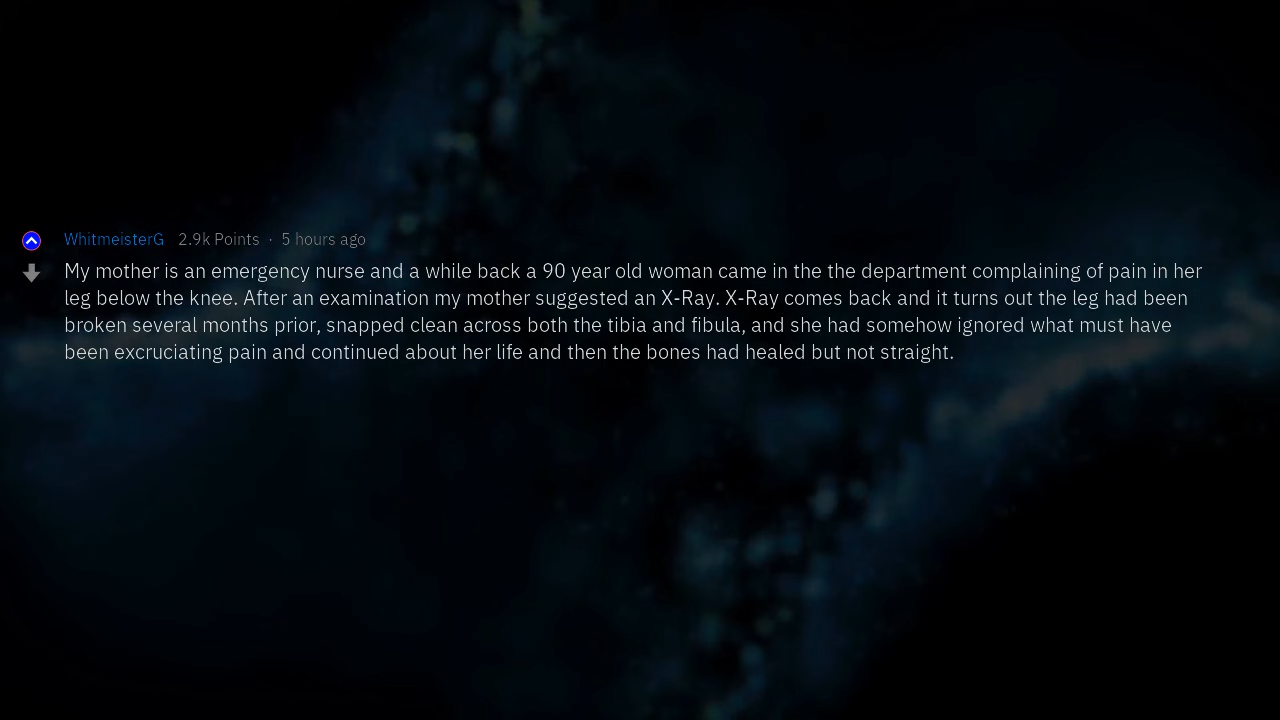 WhitmeisterG 2.9k Points · 5 hours ago
My mother is an emergency nurse and a while back a 90 year old woman came in the the department complaining of pain in her
leg below the knee. After an examination my mother suggested an X-Ray. X-Ray comes back and it turns out the leg had been
broken several months prior, snapped clean across both the tibia and fibula, and she had somehow ignored what must have
been excruciating pain and continued about her life and then the bones had healed but not straight.